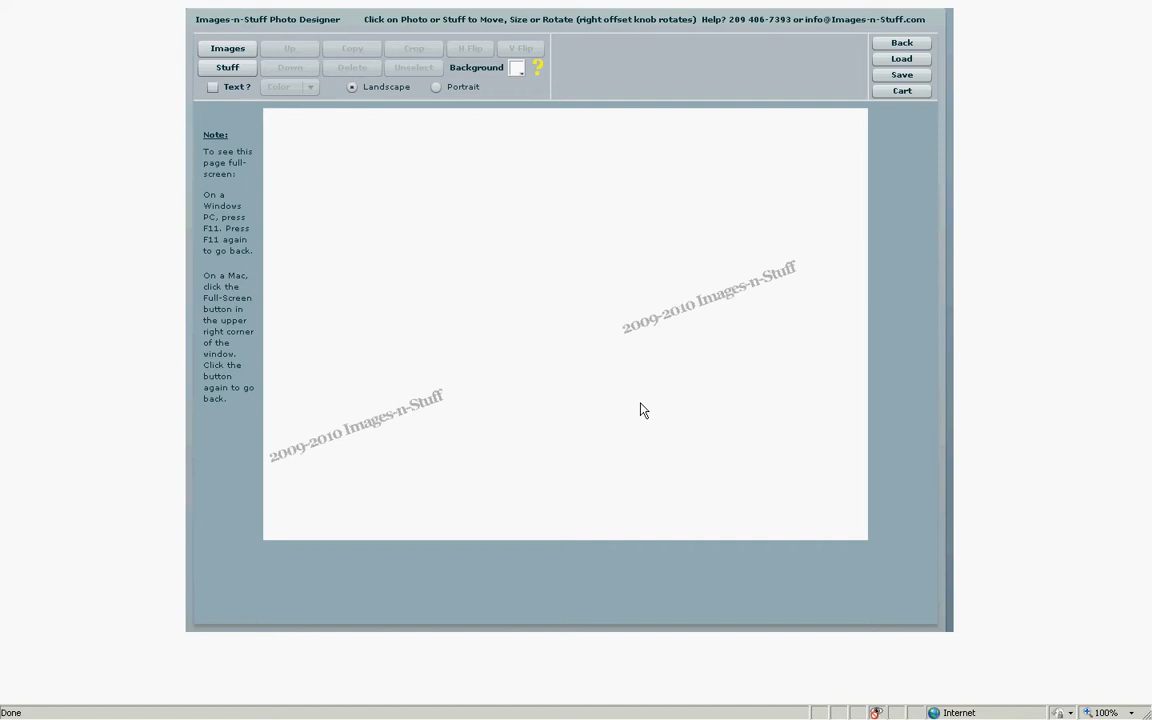 Images-n-Stuff Photo Designer Click on Photo or Stuff to Move, Size or Rotate (right offset knob rotates) Help? 209 406-7393 or info@Images-n-Stuff.com
Images Up Copy Crop H Flip V Flip
Stuff Down Delete Unselect Background ?
Text ? Color Landscape Portrait
Back
Load
Save
Cart
Note:
To see this
page full-
screen:
On a
Windows
PC, press
F11. Press
F11 again
to go back.
On a Mac,
click the
Full-Screen
button in
the upper
right corner
of the
window.
Click the
button
again to go
back.
2009-2010 Images-n-Stuff
2009-2010 Images-n-Stuff
Done Internet 100%